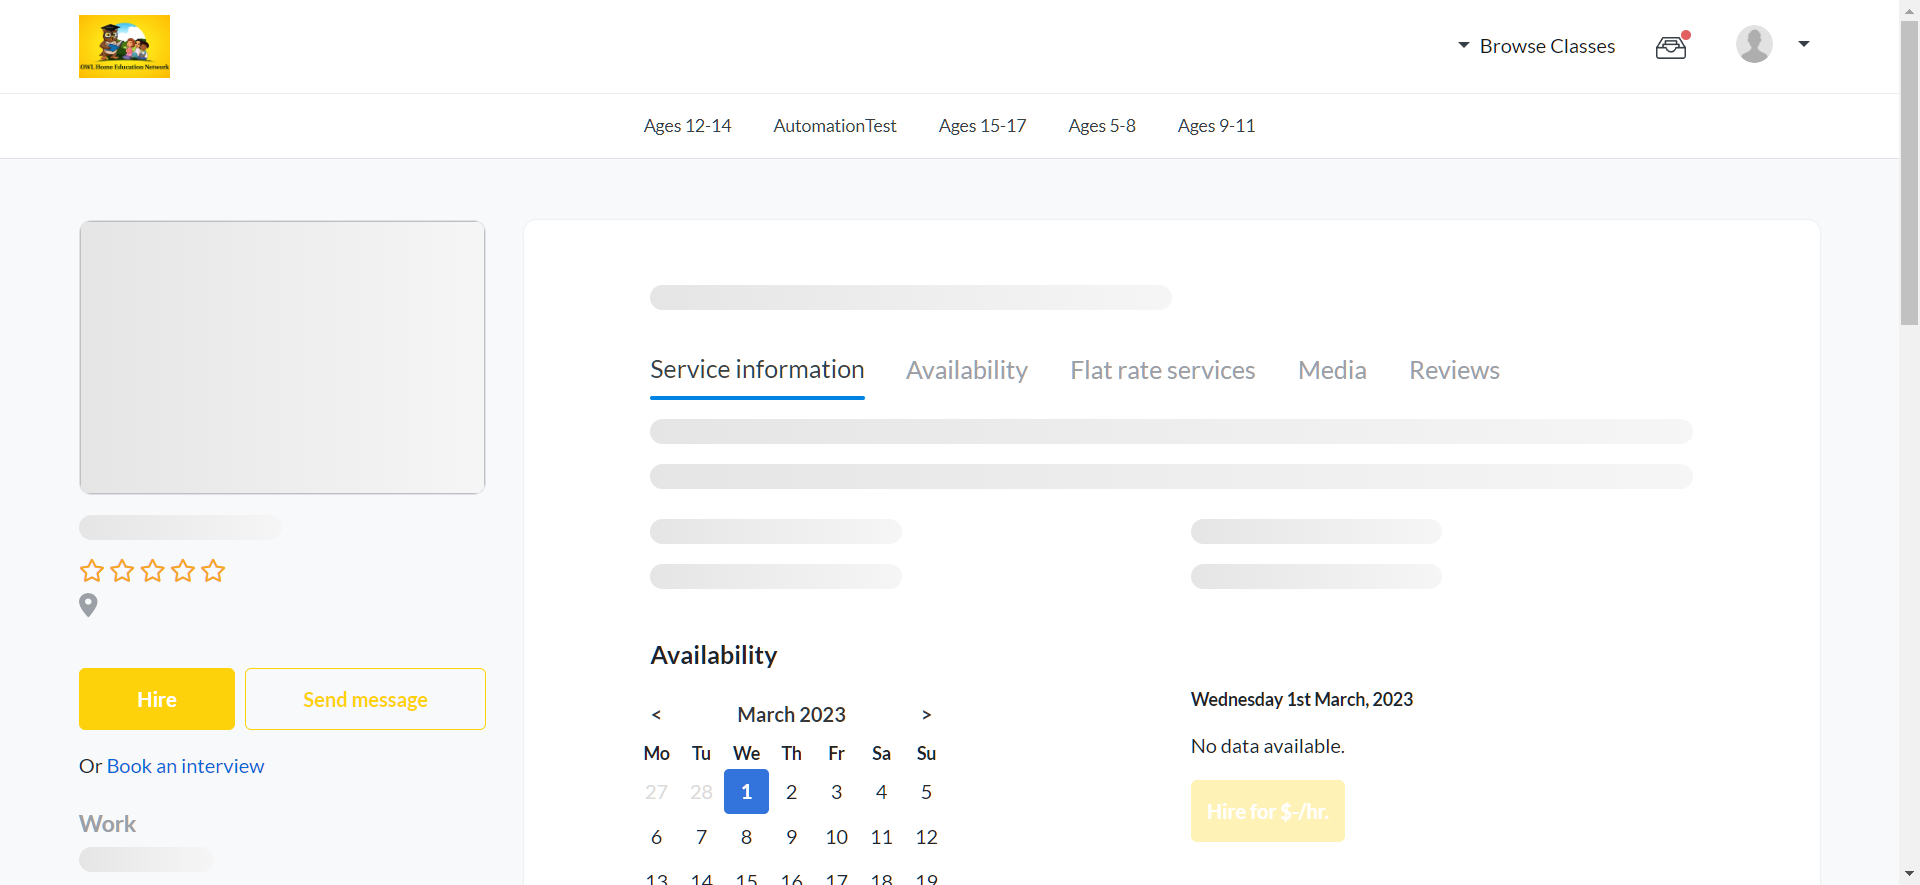 OWL Home Education Network
Browse Classes
Ages 12-14 AutomationTest Ages 15-17 Ages 5-8 Ages 9-11
Service information Availability Flat rate services Media Reviews
Hire Send message
Or Book an interview
Work
Availability
< March 2023 >
Mo Tu We Th Fr Sa Su
27 28 1 2 3 4 5
6 7 8 9 10 11 12
13 14 15 16 17 18 19
Wednesday 1st March, 2023
No data available.
Hire for $-/hr.